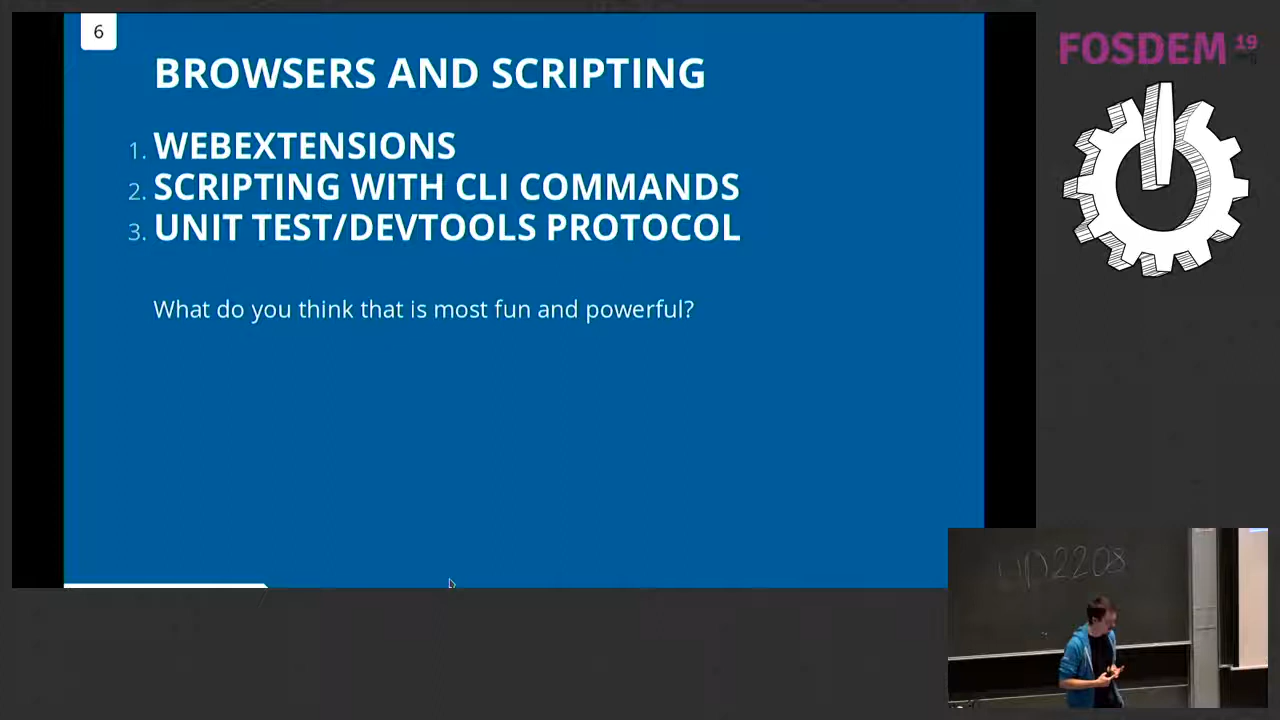 6
BROWSERS AND SCRIPTING
1. WEBEXTENSIONS
2. SCRIPTING WITH CLI COMMANDS
3. UNIT TEST/DEVTOOLS PROTOCOL
What do you think that is most fun and powerful?
FOSDEM 19